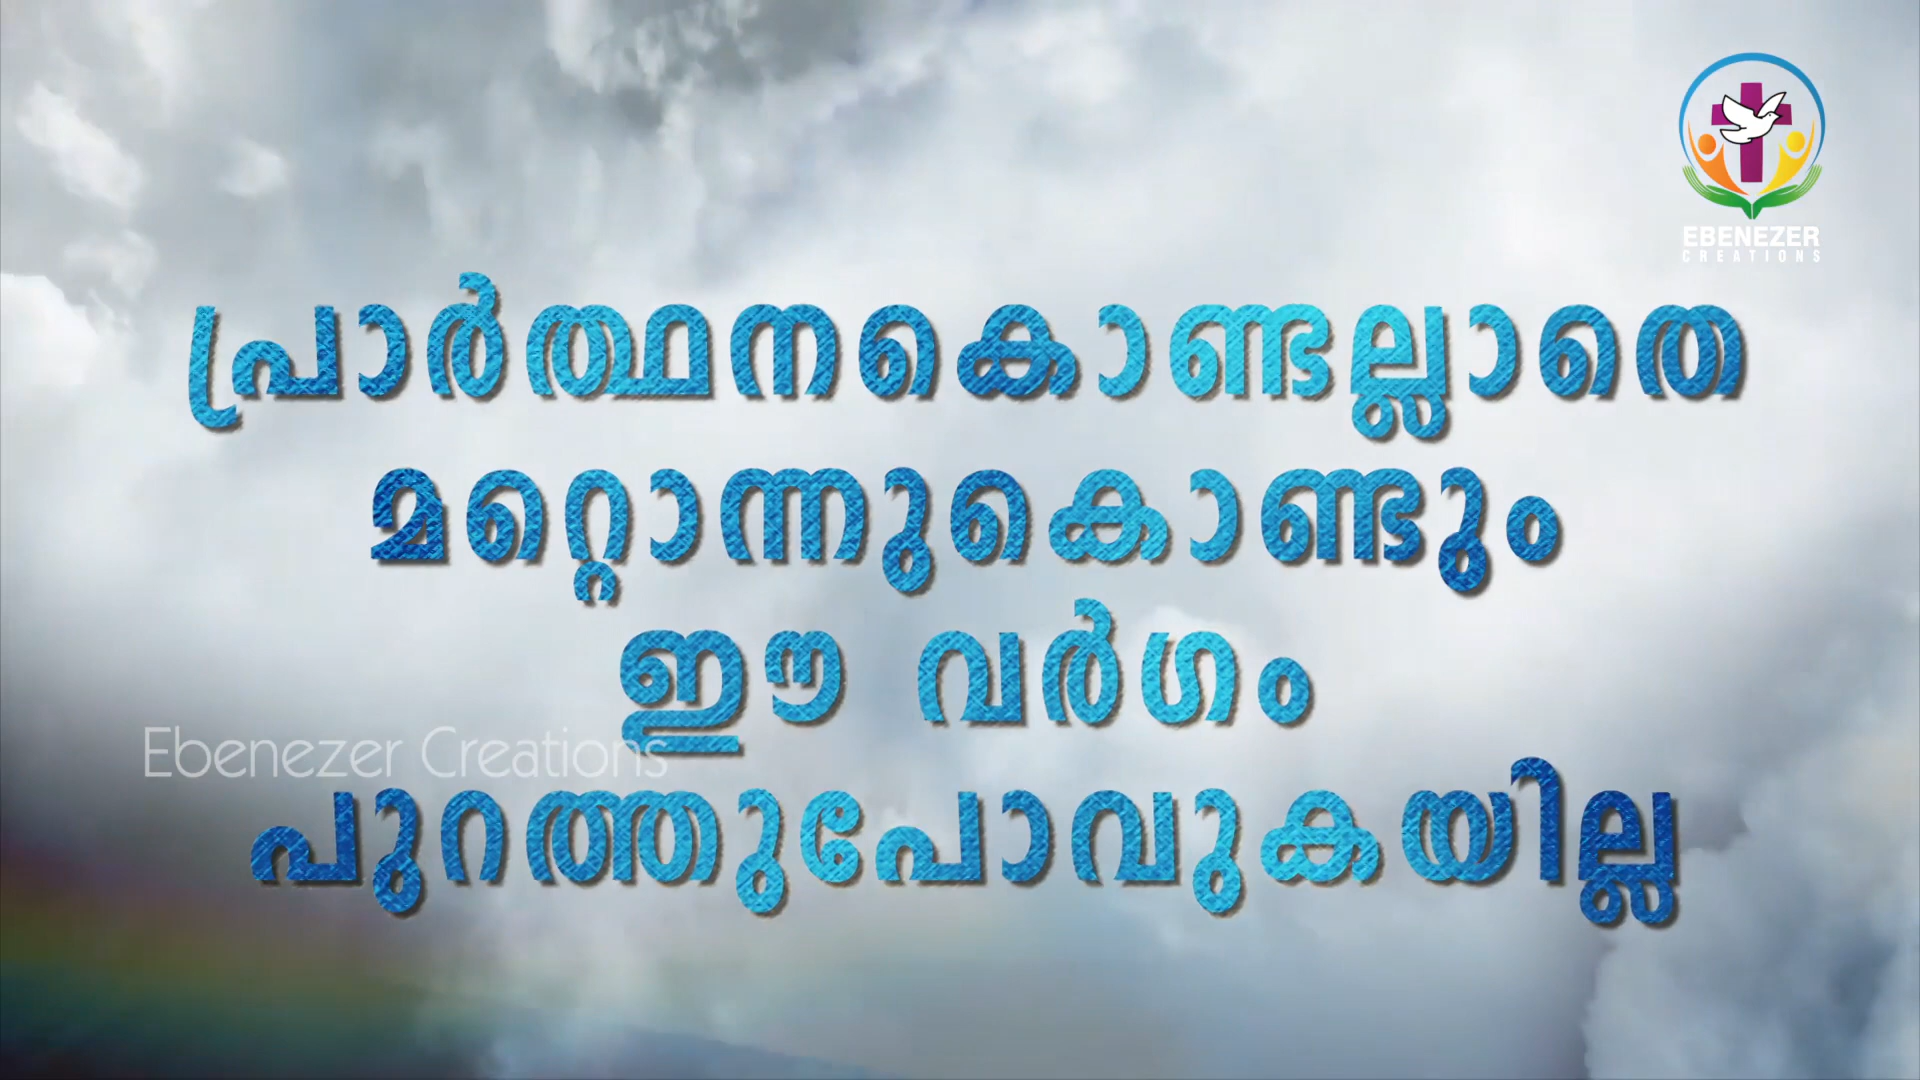 EBENEZER
CREATIONS
പ്രാർത്ഥനകൊണ്ടല്ലാതെ
മറ്റൊന്നുകൊണ്ടും
ഈ വർഗം
Ebenezer Creations
പുറത്തുപോവുകയില്ല